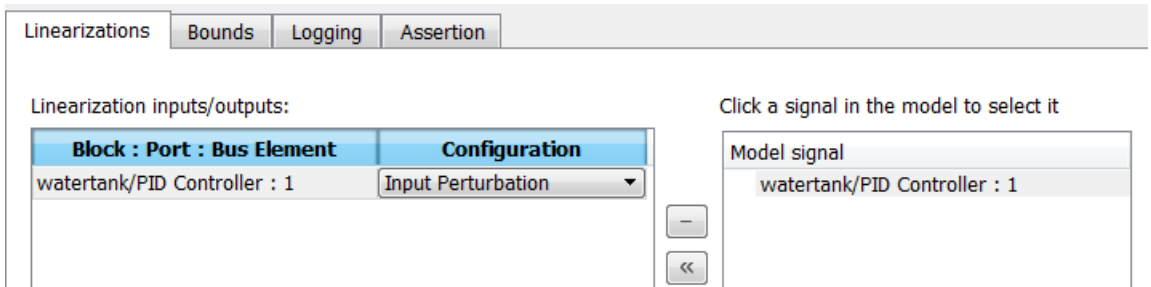 Linearizations Bounds Logging Assertion
Linearization inputs/outputs: Click a signal in the model to select it
Block : Port : Bus Element Configuration Model signal
watertank/PID Controller : 1 Input Perturbation watertank/PID Controller : 1
−
<<